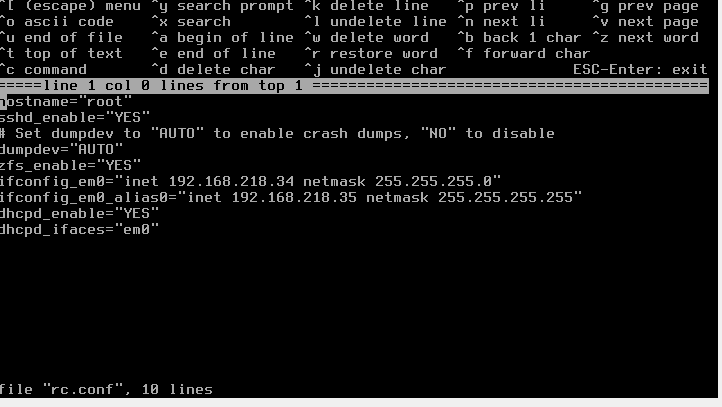 ^[ (escape) menu ^y search prompt ^k delete line ^p prev li ^g prev page
^o ascii code ^x search ^l undelete line ^n next li ^v next page
^u end of file ^a begin of line ^w delete word ^b back 1 char ^z next word
^t top of text ^e end of line ^r restore word ^f forward char
^c command ^d delete char ^j undelete char ESC-Enter: exit
=====line 1 col 0 lines from top 1 ============================================
hostname="root"
sshd_enable="YES"
# Set dumpdev to "AUTO" to enable crash dumps, "NO" to disable
dumpdev="AUTO"
zfs_enable="YES"
ifconfig_em0="inet 192.168.218.34 netmask 255.255.255.0"
ifconfig_em0_alias0="inet 192.168.218.35 netmask 255.255.255.255"
dhcpd_enable="YES"
dhcpd_ifaces="em0"
file "rc.conf", 10 lines